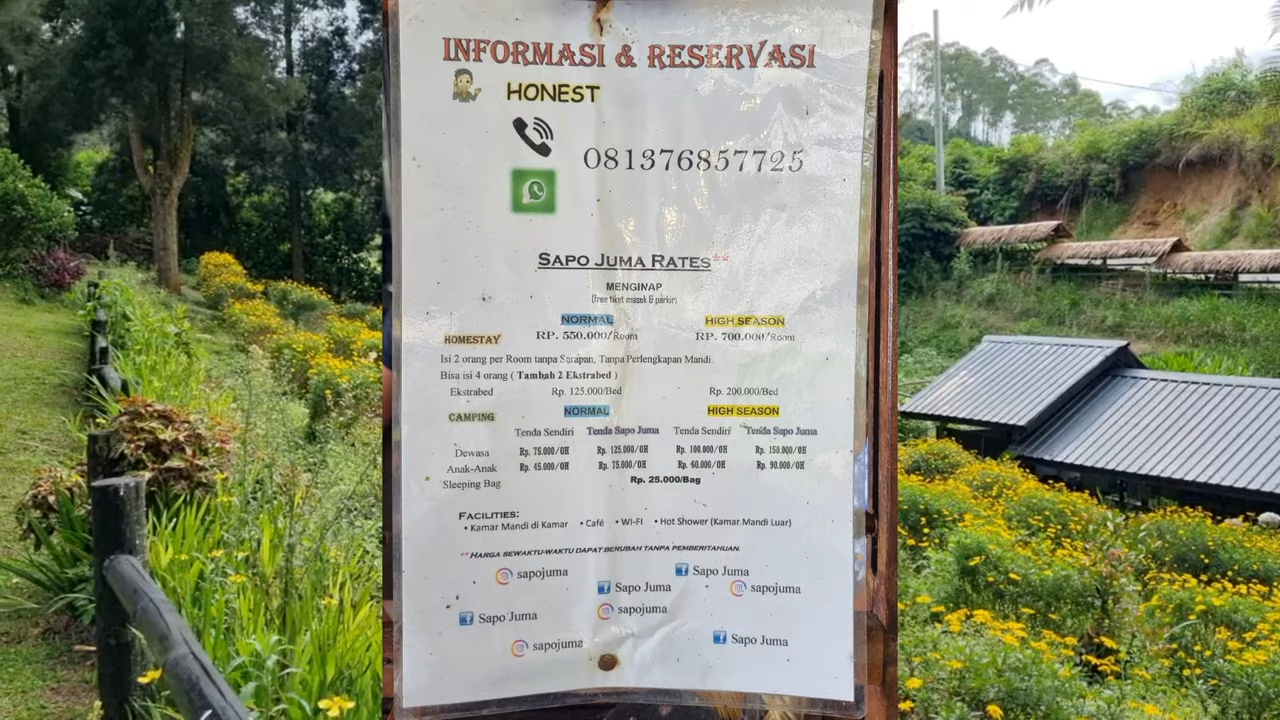 INFORMASI & RESERVASI
HONEST
081376857725
SAPO JUMA RATES**
MENGINAP
(free tiket masuk & parkir)
NORMAL HIGH SEASON
HOMESTAY RP. 550.000/Room RP. 700.000/Room
Isi 2 orang per Room tanpa Sarapan, Tanpa Perlengkapan Mandi.
Bisa isi 4 orang ( Tambah 2 Ekstrabed )
Ekstrabed Rp. 125.000/Bed Rp. 200.000/Bed
CAMPING NORMAL HIGH SEASON
Tenda Sendiri Tenda Sapo Juma Tenda Sendiri Tenda Sapo Juma
Dewasa Rp. 75.000/OH Rp. 125.000/OH Rp. 100.000/OH Rp. 150.000/OH
Anak-Anak Rp. 45.000/OH Rp. 75.000/OH Rp. 60.000/OH Rp. 90.000/OH
Sleeping Bag Rp. 25.000/Bag
FACILITIES:
• Kamar Mandi di Kamar • Café • WI-FI • Hot Shower (Kamar Mandi Luar)
** HARGA SEWAKTU-WAKTU DAPAT BERUBAH TANPA PEMBERITAHUAN.
sapojuma Sapo Juma
Sapo Juma sapojuma
Sapo Juma sapojuma
sapojuma Sapo Juma